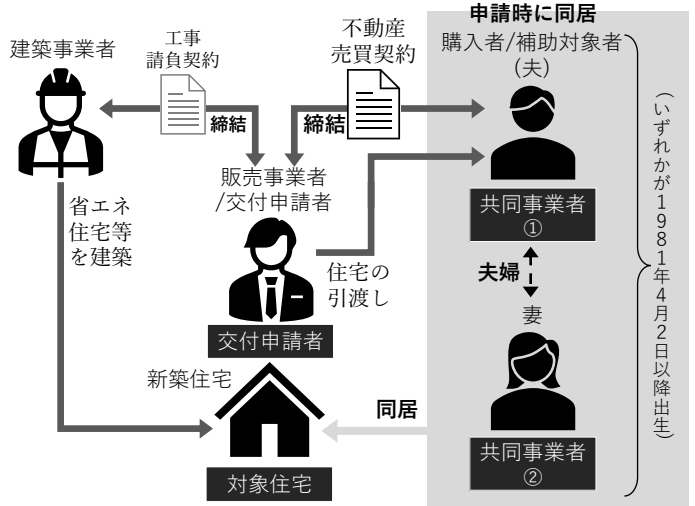 申請時に同居
建築事業者
工事
請負契約
不動産
売買契約
購入者/補助対象者
(夫)
締結
締結
販売事業者
/交付申請者
省エネ
住宅等
を建築
共同事業者
①
住宅の
引渡し
夫婦
妻
交付申請者
新築住宅
同居
共同事業者
②
対象住宅
(いずれかが1981年4月2日以降出生)